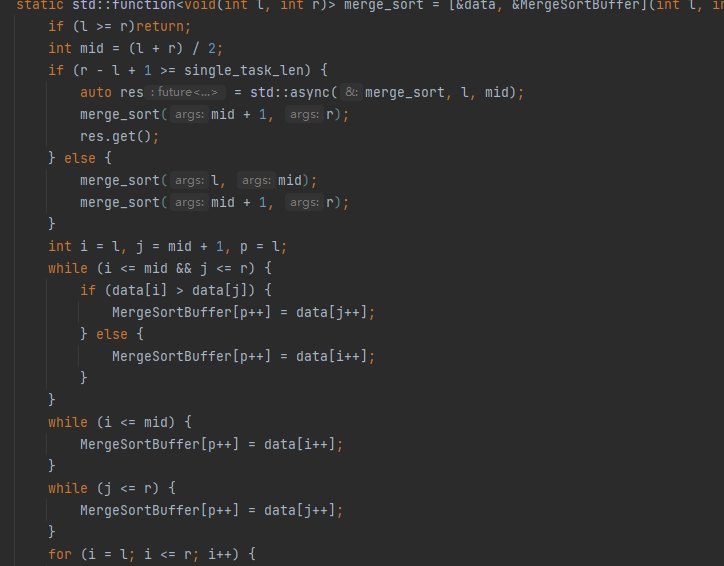 static std::function<void(int l, int r)> merge_sort = [&data, &MergeSortBuffer](int l,
if (l >= r)return;
int mid = (l + r) / 2;
if (r - l + 1 >= single_task_len) {
auto res : future<...> = std::async( &: merge_sort, l, mid);
merge_sort( args: mid + 1, args: r);
res.get();
} else {
merge_sort( args: l, args: mid);
merge_sort( args: mid + 1, args: r);
}
int i = l, j = mid + 1, p = l;
while (i <= mid && j <= r) {
if (data[i] > data[j]) {
MergeSortBuffer[p++] = data[j++];
} else {
MergeSortBuffer[p++] = data[i++];
}
}
while (i <= mid) {
MergeSortBuffer[p++] = data[i++];
}
while (j <= r) {
MergeSortBuffer[p++] = data[j++];
}
for (i = l; i <= r; i++) {